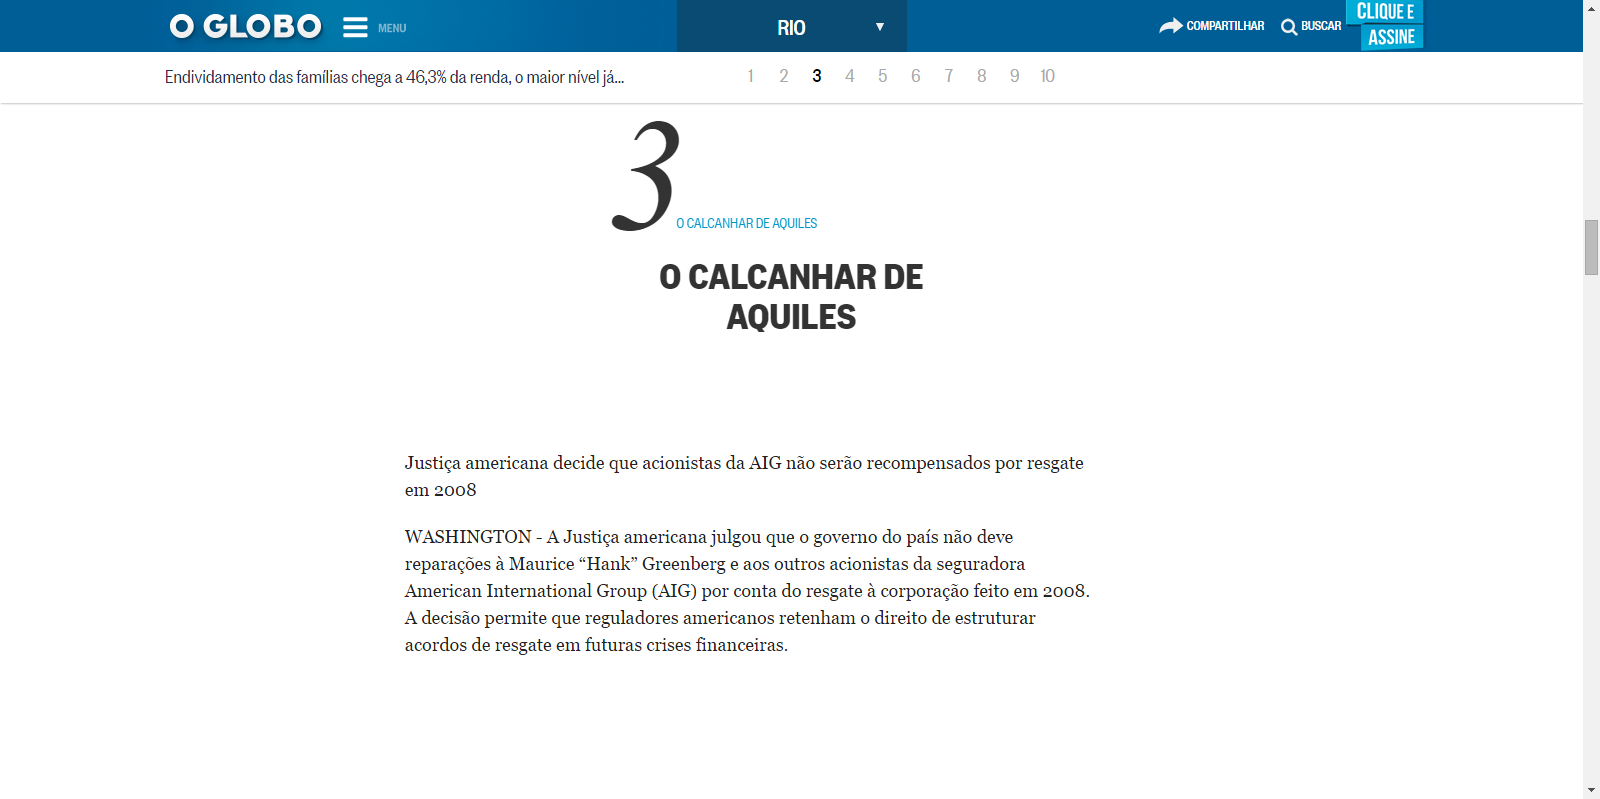 O GLOBO MENU RIO COMPARTILHAR BUSCAR CLIQUE E
ASSINE
Endividamento das famílias chega a 46,3% da renda, o maior nível já... 1 2 3 4 5 6 7 8 9 10
3
O CALCANHAR DE AQUILES
O CALCANHAR DE
AQUILES
Justiça americana decide que acionistas da AIG não serão recompensados por resgate
em 2008
WASHINGTON - A Justiça americana julgou que o governo do país não deve
reparações à Maurice “Hank” Greenberg e aos outros acionistas da seguradora
American International Group (AIG) por conta do resgate à corporação feito em 2008.
A decisão permite que reguladores americanos retenham o direito de estruturar
acordos de resgate em futuras crises financeiras.